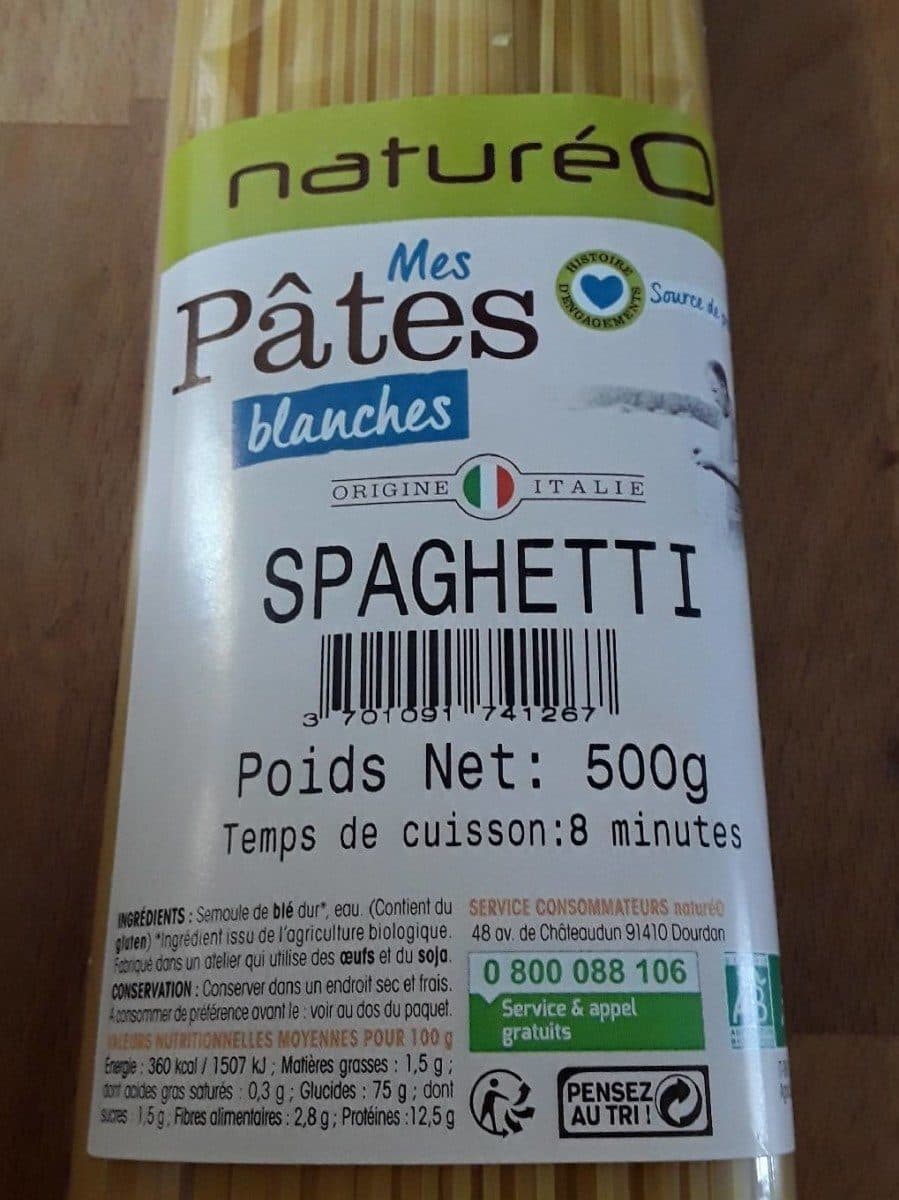 naturéO
Mes
Pâtes
blanches
HISTOIRE
D'ENGAGEMENTS
Source de
ORIGINE ITALIE
SPAGHETTI
3 701091 741267
Poids Net: 500g
Temps de cuisson:8 minutes
INGRÉDIENTS : Semoule de blé dur*, eau. (Contient du
gluten) *Ingrédient issu de l'agriculture biologique.
Fabriqué dans un atelier qui utilise des œufs et du soja.
CONSERVATION : Conserver dans un endroit sec et frais.
A consommer de préférence avant le : voir au dos du paquet.
VALEURS NUTRITIONNELLES MOYENNES POUR 100 g
Energie : 360 kcal / 1507 kJ ; Matières grasses : 1,5 g ;
dont acides gras saturés : 0,3 g ; Glucides : 75 g ; dont
sucres 1,5 g, Fibres alimentaires : 2,8 g ; Protéines :12,5 g
SERVICE CONSOMMATEURS naturéO
48 av. de Châteaudun 91410 Dourdan
0 800 088 106
Service & appel
gratuits
PENSEZ
AU TRI !
AB